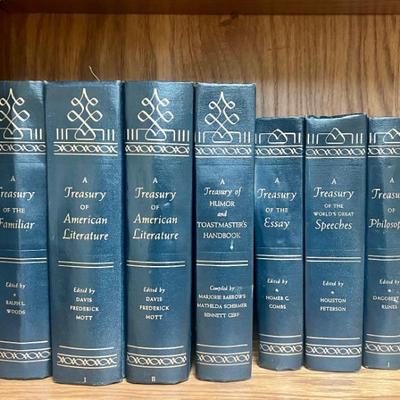 A
Treasury
OF THE
Familiar
Edited
by
RALPH L.
WOODS
A
Treasury
OF
American
Literature
Edited
by
DAVIS
FREDERICK
MOTT
I
A
Treasury
OF
American
Literature
Edited
by
DAVIS
FREDERICK
MOTT
II
A
Treasury of
HUMOR
and
TOASTMASTER'S
HANDBOOK
Compiled by
MARJORIE BARROWS
MATHILDA SCHIRMER
BENNETT CERF
A
Treasury
OF THE
Essay
Edited
by
HOMER C.
COMBS
A
Treasury
OF THE
WORLD'S GREAT
Speeches
Edited
by
HOUSTON
PETERSON
A
Treasury
OF
Philosop
Edited
by
DAGOBERT
RUNES
I